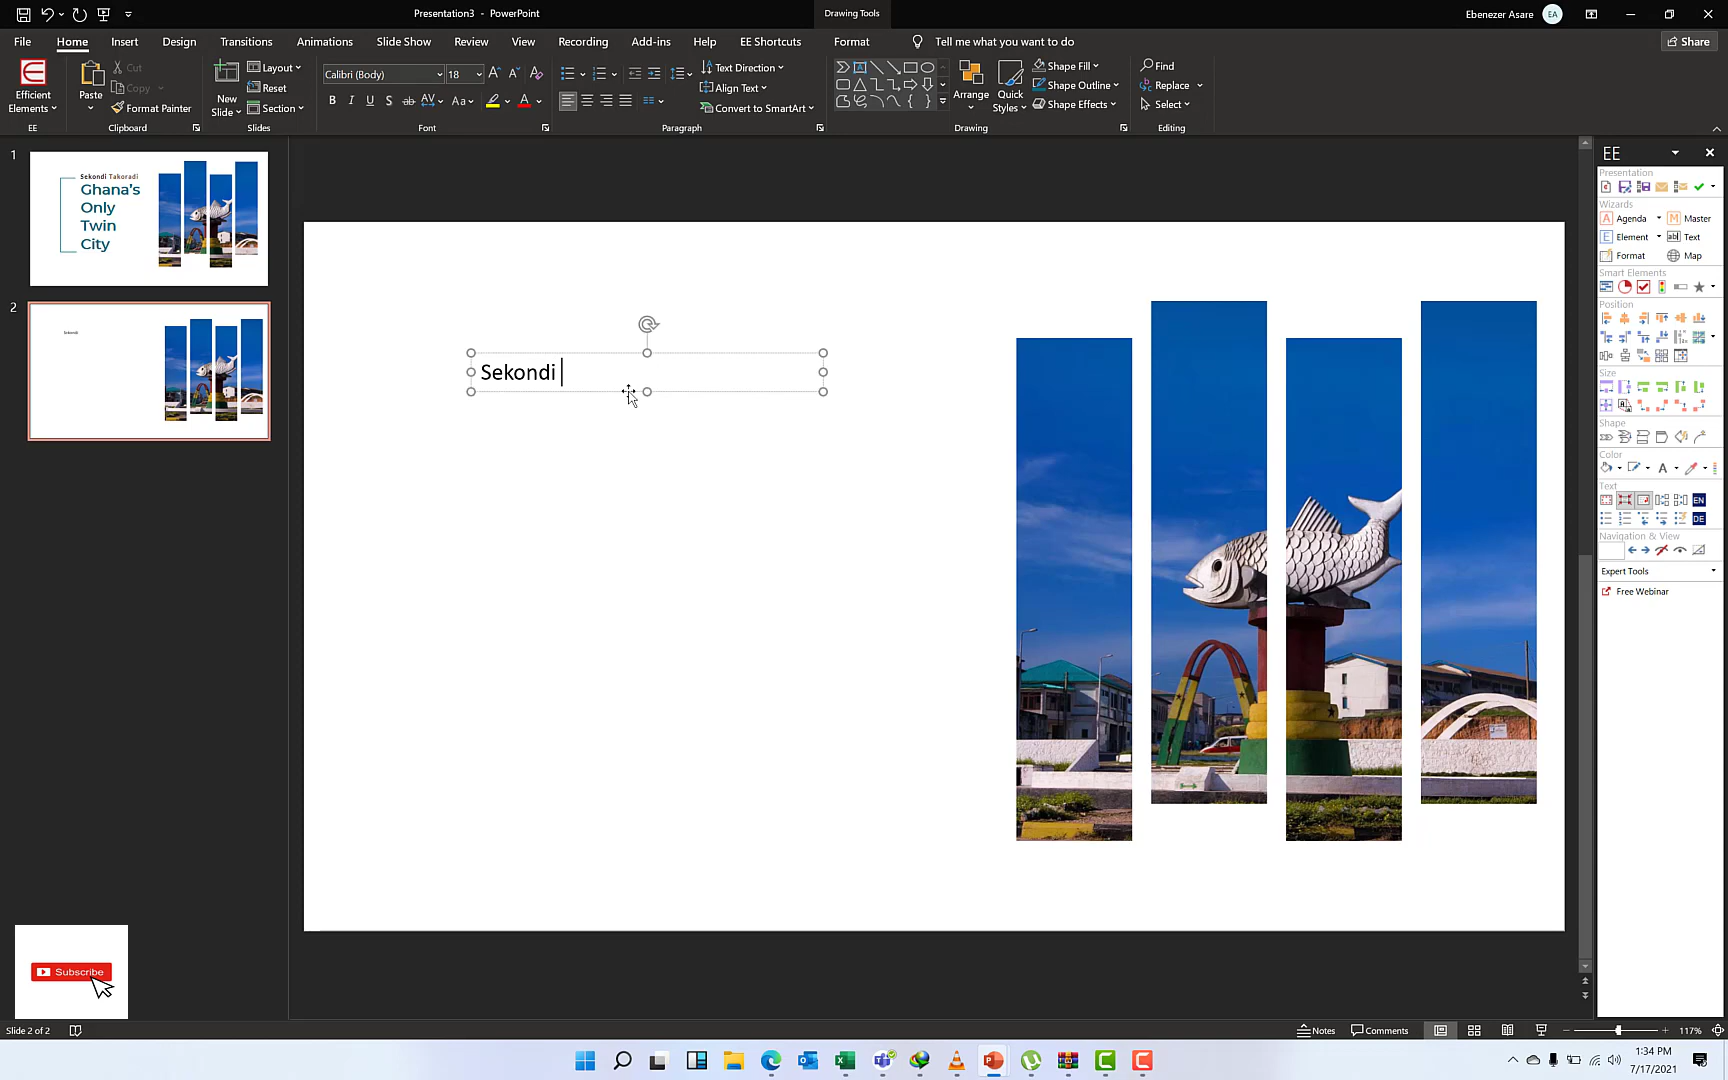 Presentation3 - PowerPoint
Drawing Tools
Ebenezer Asare
EA
File
Home
Insert
Design
Transitions
Animations
Slide Show
Review
View
Recording
Add-ins
Help
EE Shortcuts
Format
Tell me what you want to do
Share
Efficient
Elements
EE
Paste
Cut
Copy
Format Painter
Clipboard
New
Slide
Layout
Reset
Section
Slides
Calibri (Body)
18
Font
Text Direction
Align Text
Convert to SmartArt
Paragraph
Arrange
Quick
Styles
Shape Fill
Shape Outline
Shape Effects
Drawing
Find
Replace
Select
Editing
1
Sekondi Takoradi
Ghana's
Only
Twin
City
2
Sekondi
Sekondi
EE
Presentation
Wizards
Agenda
Master
Element
Text
Format
Map
Smart Elements
Position
Size
Shape
Color
Text
EN
DE
Navigation & View
Expert Tools
Free Webinar
Subscribe
Slide 2 of 2
Notes
Comments
117%
1:34 PM
7/17/2021